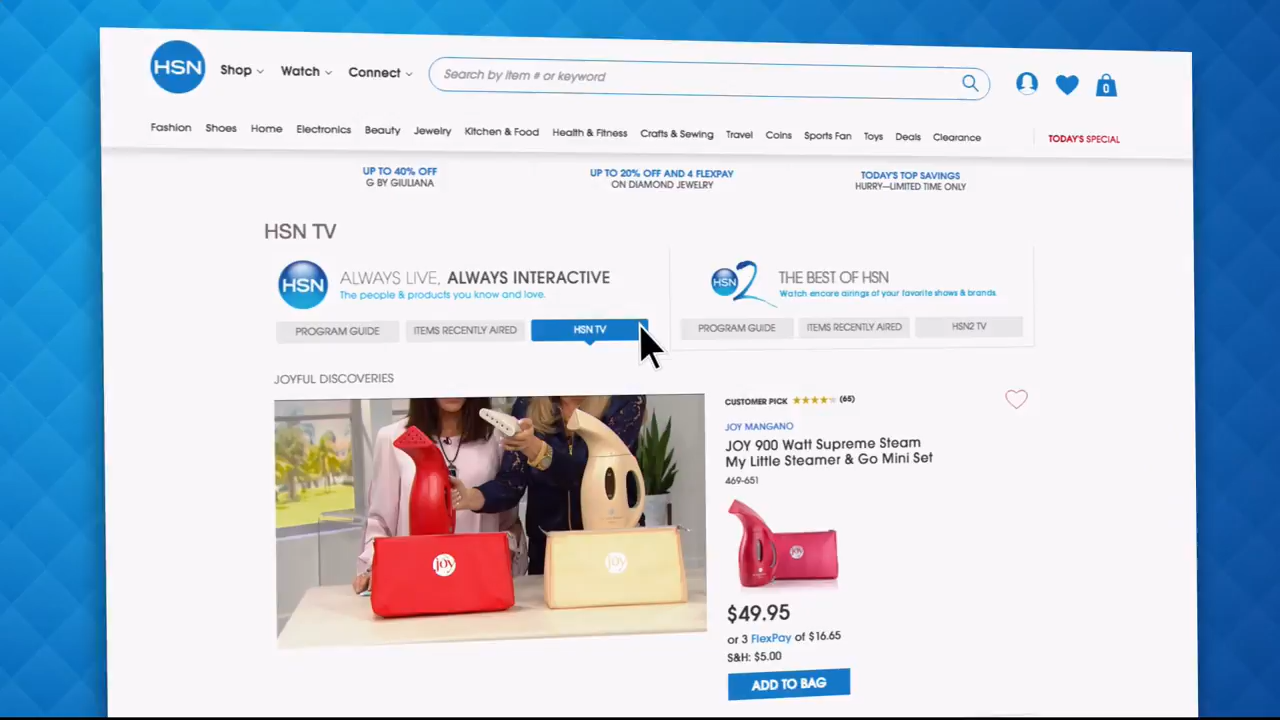 HSN
Shop
Watch
Connect
Search by item # or keyword
0
Fashion Shoes Home Electronics Beauty Jewelry Kitchen & Food Health & Fitness Crafts & Sewing Travel Coins Sports Fan Toys Deals Clearance TODAY'S SPECIAL
UP TO 40% OFF
G BY GIULIANA
UP TO 20% OFF AND 4 FLEXPAY
ON DIAMOND JEWELRY
TODAY'S TOP SAVINGS
HURRY—LIMITED TIME ONLY
HSN TV
HSN
ALWAYS LIVE, ALWAYS INTERACTIVE
The people & products you know and love.
PROGRAM GUIDE
ITEMS RECENTLY AIRED
HSN TV
HSN2
THE BEST OF HSN
Watch encore airings of your favorite shows & brands.
PROGRAM GUIDE
ITEMS RECENTLY AIRED
HSN2 TV
JOYFUL DISCOVERIES
joy
joy
CUSTOMER PICK (65)
JOY MANGANO
JOY 900 Watt Supreme Steam
My Little Steamer & Go Mini Set
469-651
joy
$49.95
or 3 FlexPay of $16.65
S&H: $5.00
ADD TO BAG